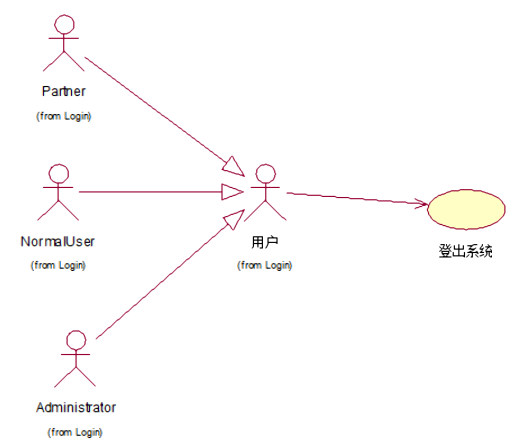 Partner
(from Login)
NormalUser
(from Login)
用户
(from Login)
登出系统
Administrator
(from Login)